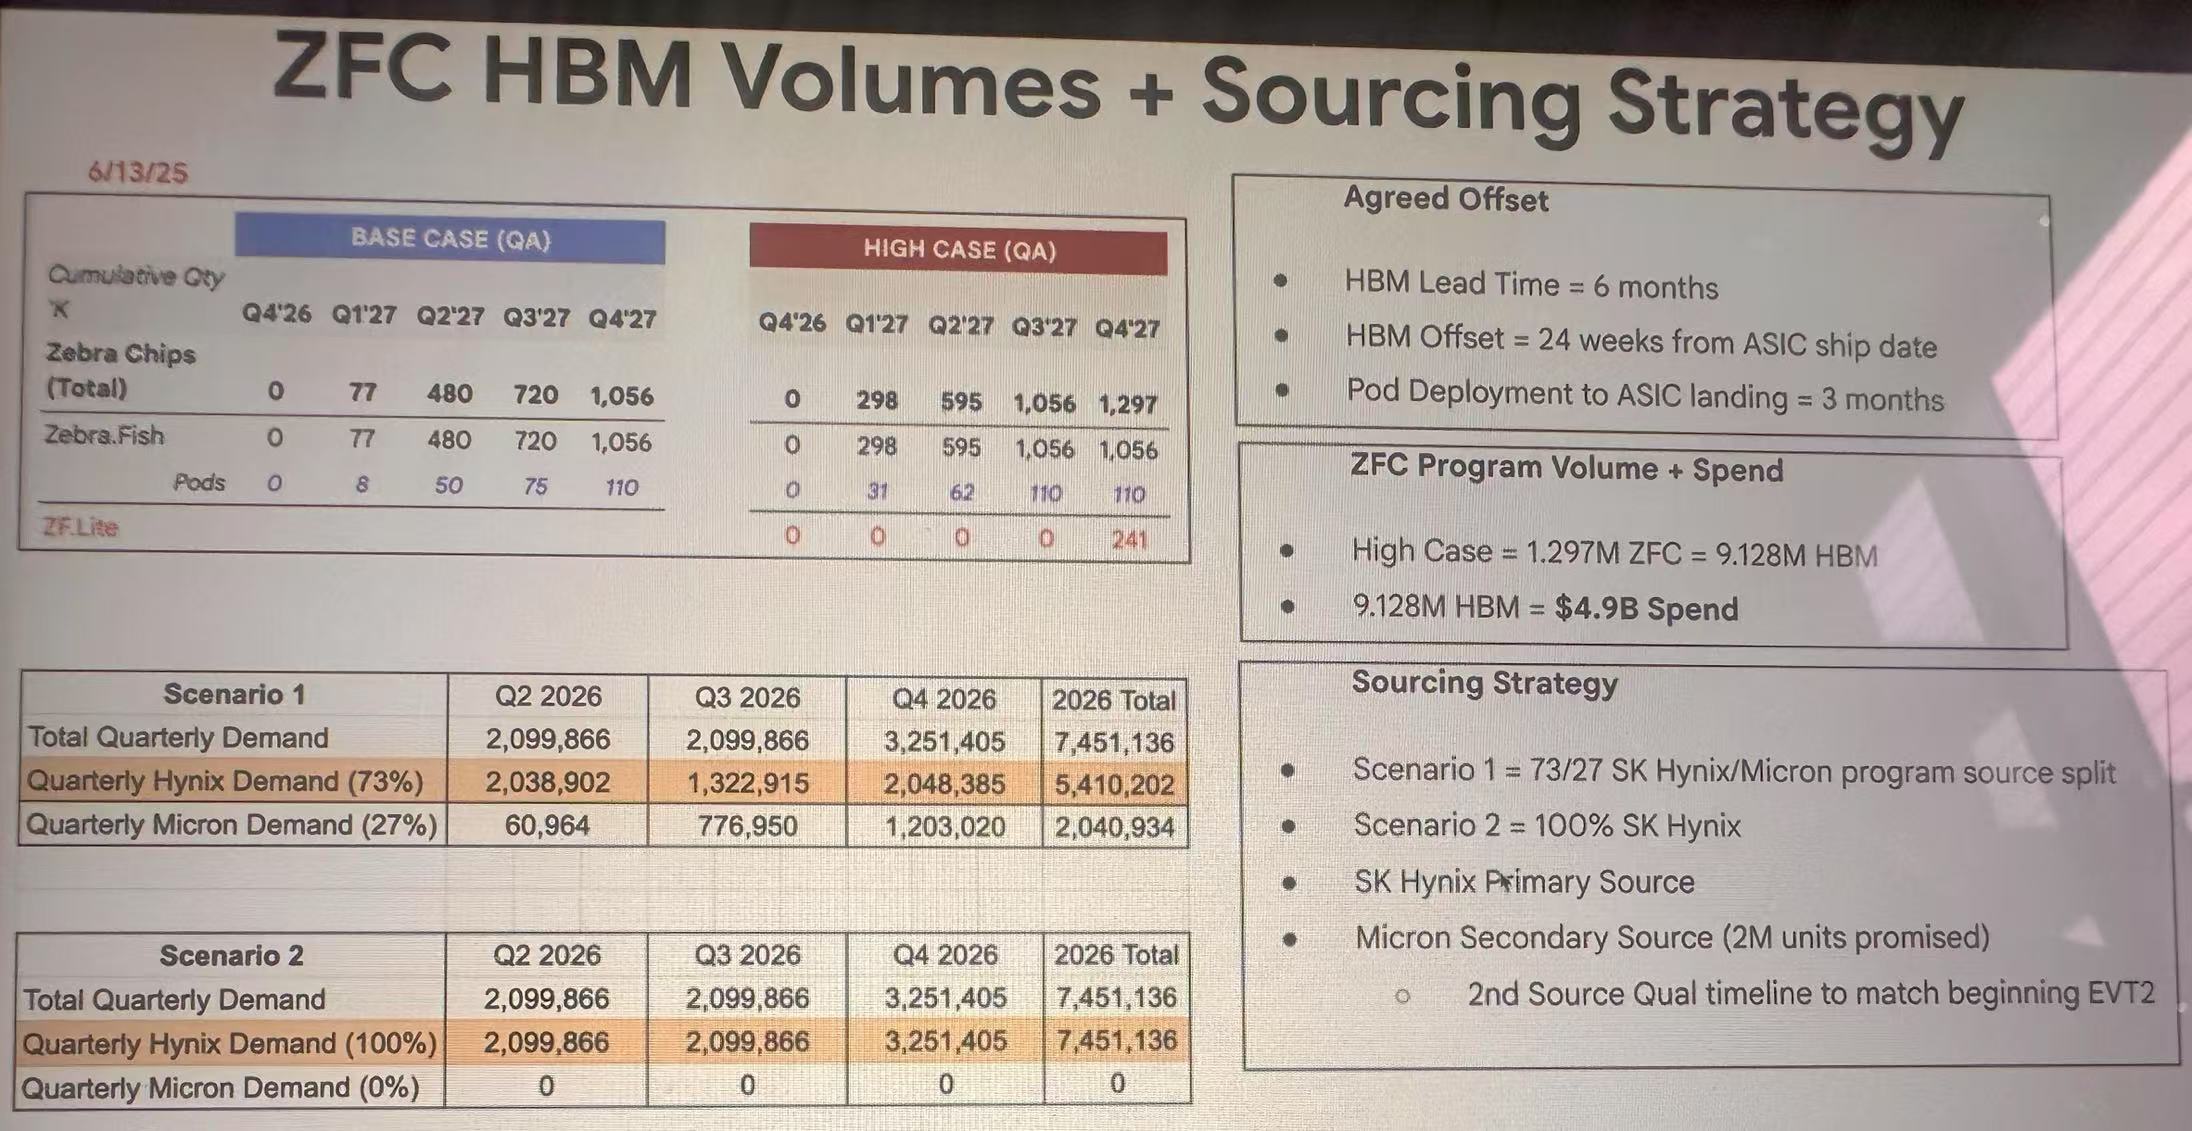 ZFC HBM Volumes + Sourcing Strategy
6/13/25
BASE CASE (QA) HIGH CASE (QA)
Cumulative Qty
'K Q4'26 Q1'27 Q2'27 Q3'27 Q4'27 Q4'26 Q1'27 Q2'27 Q3'27 Q4'27
Zebra Chips
(Total) 0 77 480 720 1,056 0 298 595 1,056 1,297
Zebra.Fish 0 77 480 720 1,056 0 298 595 1,056 1,056
Pods 0 8 50 75 110 0 31 62 110 110
ZF.Lite 0 0 0 0 241
Scenario 1 Q2 2026 Q3 2026 Q4 2026 2026 Total
Total Quarterly Demand 2,099,866 2,099,866 3,251,405 7,451,136
Quarterly Hynix Demand (73%) 2,038,902 1,322,915 2,048,385 5,410,202
Quarterly Micron Demand (27%) 60,964 776,950 1,203,020 2,040,934
Scenario 2 Q2 2026 Q3 2026 Q4 2026 2026 Total
Total Quarterly Demand 2,099,866 2,099,866 3,251,405 7,451,136
Quarterly Hynix Demand (100%) 2,099,866 2,099,866 3,251,405 7,451,136
Quarterly Micron Demand (0%) 0 0 0 0
Agreed Offset
● HBM Lead Time = 6 months
● HBM Offset = 24 weeks from ASIC ship date
● Pod Deployment to ASIC landing = 3 months
ZFC Program Volume + Spend
● High Case = 1.297M ZFC = 9.128M HBM
● 9.128M HBM = $4.9B Spend
Sourcing Strategy
● Scenario 1 = 73/27 SK Hynix/Micron program source split
● Scenario 2 = 100% SK Hynix
● SK Hynix Primary Source
● Micron Secondary Source (2M units promised)
○ 2nd Source Qual timeline to match beginning EVT2